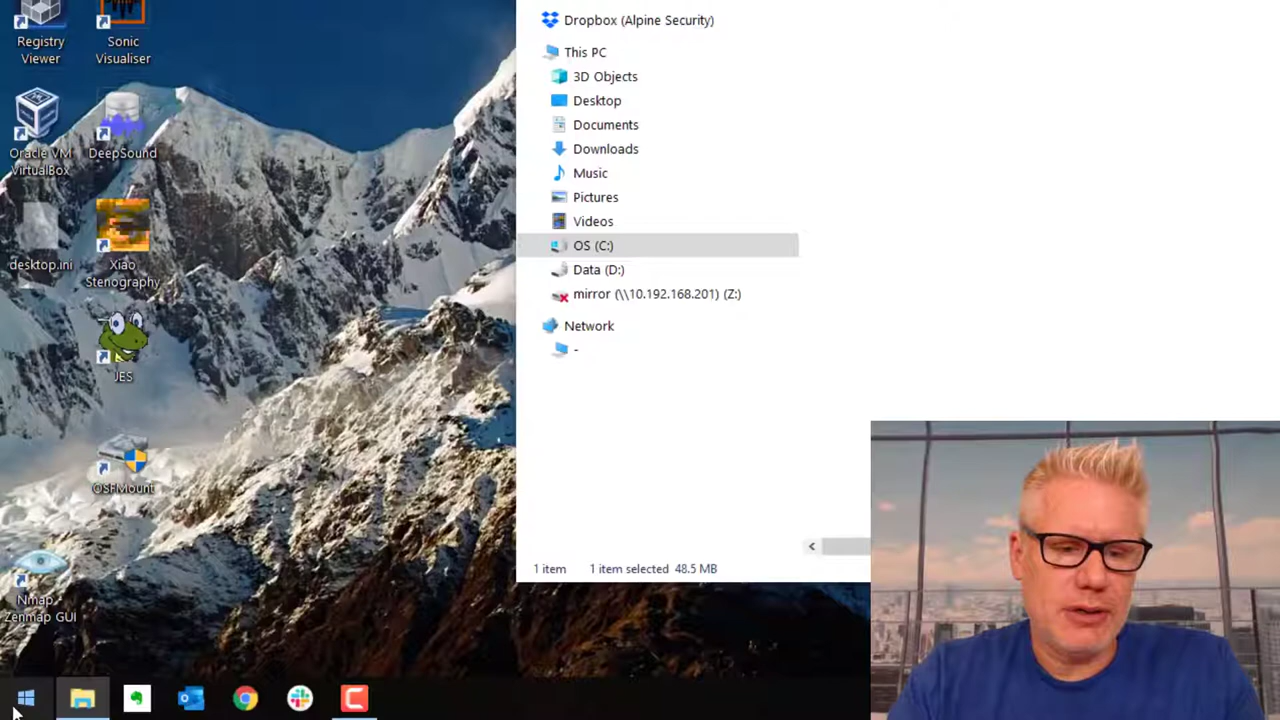 Registry
Viewer
Sonic
Visualiser
Oracle VM
VirtualBox
DeepSound
desktop.ini
Xiao
Stenography
JES
OSFMount
Nmap -
Zenmap GUI
Dropbox (Alpine Security)
This PC
3D Objects
Desktop
Documents
Downloads
Music
Pictures
Videos
OS (C:)
Data (D:)
mirror (\\10.192.168.201) (Z:)
Network
-
1 item 1 item selected 48.5 MB